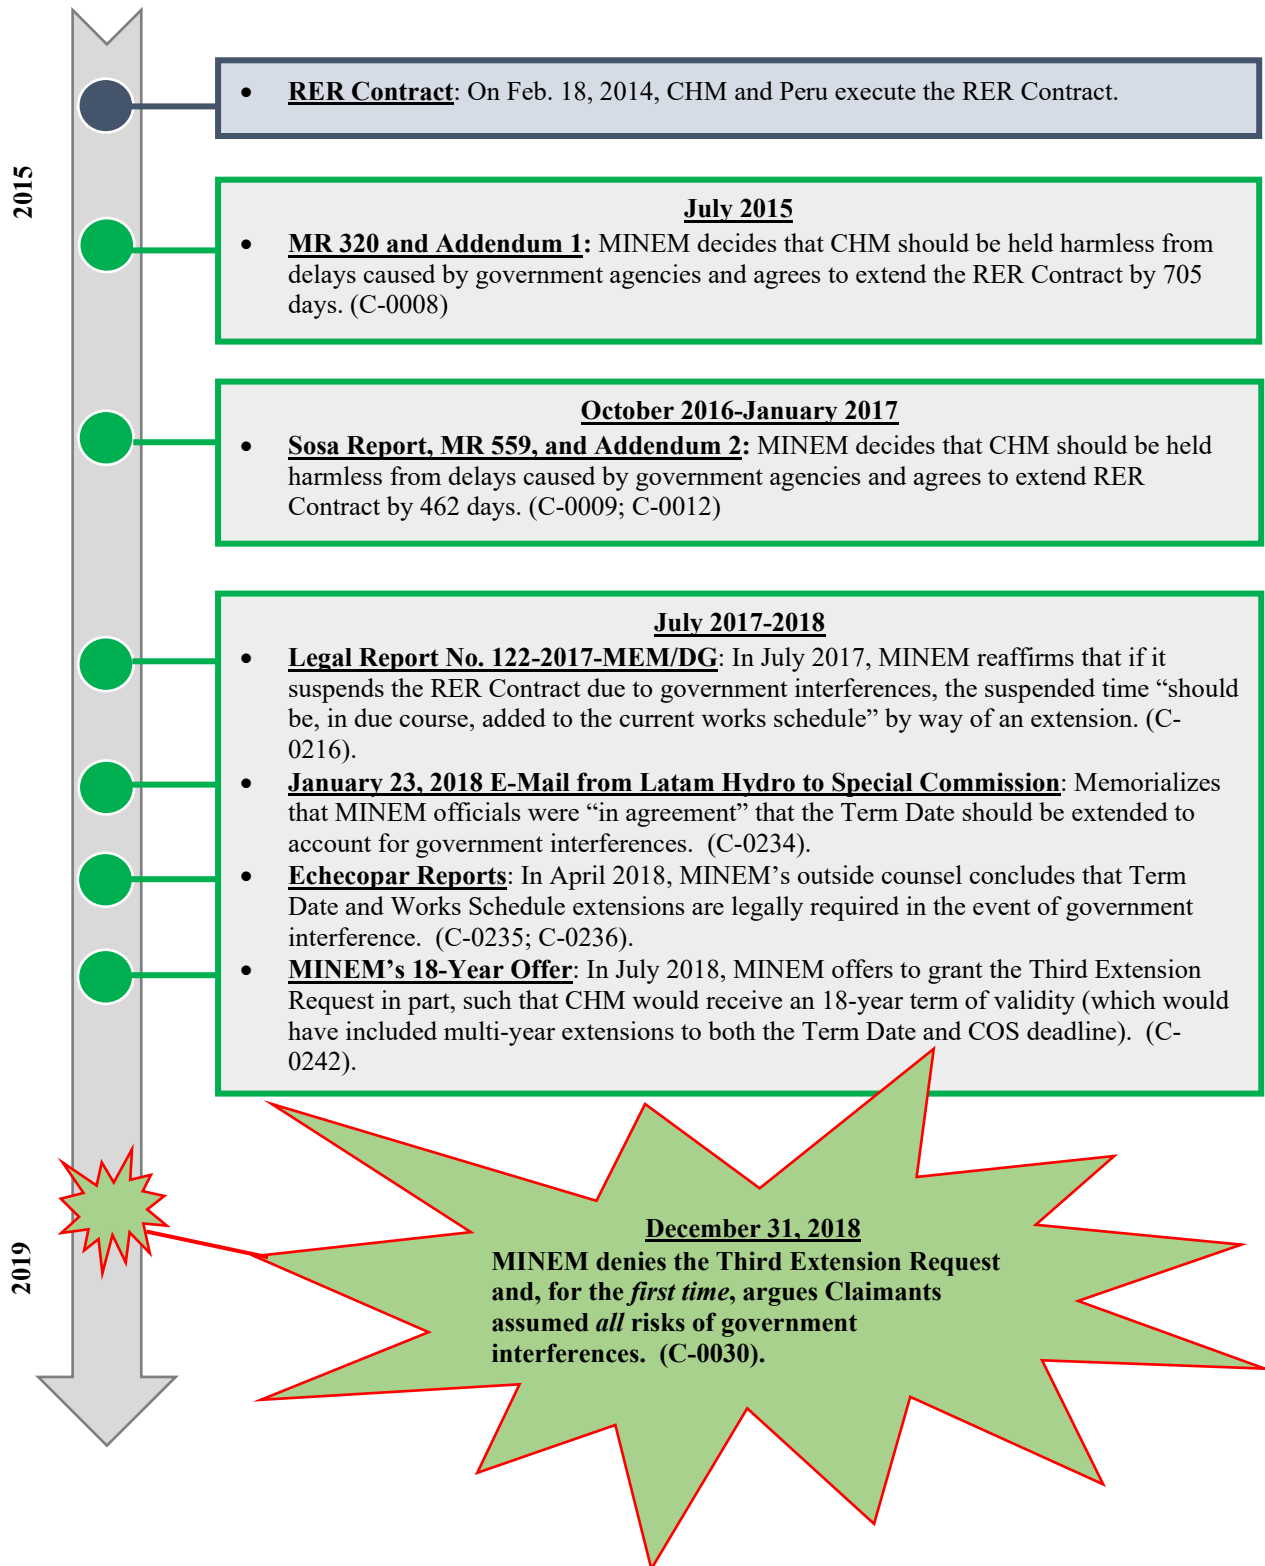 2015
• RER Contract: On Feb. 18, 2014, CHM and Peru execute the RER Contract.
July 2015
• MR 320 and Addendum 1: MINEM decides that CHM should be held harmless from
delays caused by government agencies and agrees to extend the RER Contract by 705
days. (C-0008)
October 2016-January 2017
• Sosa Report, MR 559, and Addendum 2: MINEM decides that CHM should be held
harmless from delays caused by government agencies and agrees to extend RER
Contract by 462 days. (C-0009; C-0012)
July 2017-2018
• Legal Report No. 122-2017-MEM/DG: In July 2017, MINEM reaffirms that if it
suspends the RER Contract due to government interferences, the suspended time “should
be, in due course, added to the current works schedule” by way of an extension. (C-
0216).
• January 23, 2018 E-Mail from Latam Hydro to Special Commission: Memorializes
that MINEM officials were “in agreement” that the Term Date should be extended to
account for government interferences. (C-0234).
• Echecopar Reports: In April 2018, MINEM’s outside counsel concludes that Term
Date and Works Schedule extensions are legally required in the event of government
interference. (C-0235; C-0236).
• MINEM’s 18-Year Offer: In July 2018, MINEM offers to grant the Third Extension
Request in part, such that CHM would receive an 18-year term of validity (which would
have included multi-year extensions to both the Term Date and COS deadline). (C-
0242).
2019
December 31, 2018
MINEM denies the Third Extension Request
and, for the first time, argues Claimants
assumed all risks of government
interferences. (C-0030).